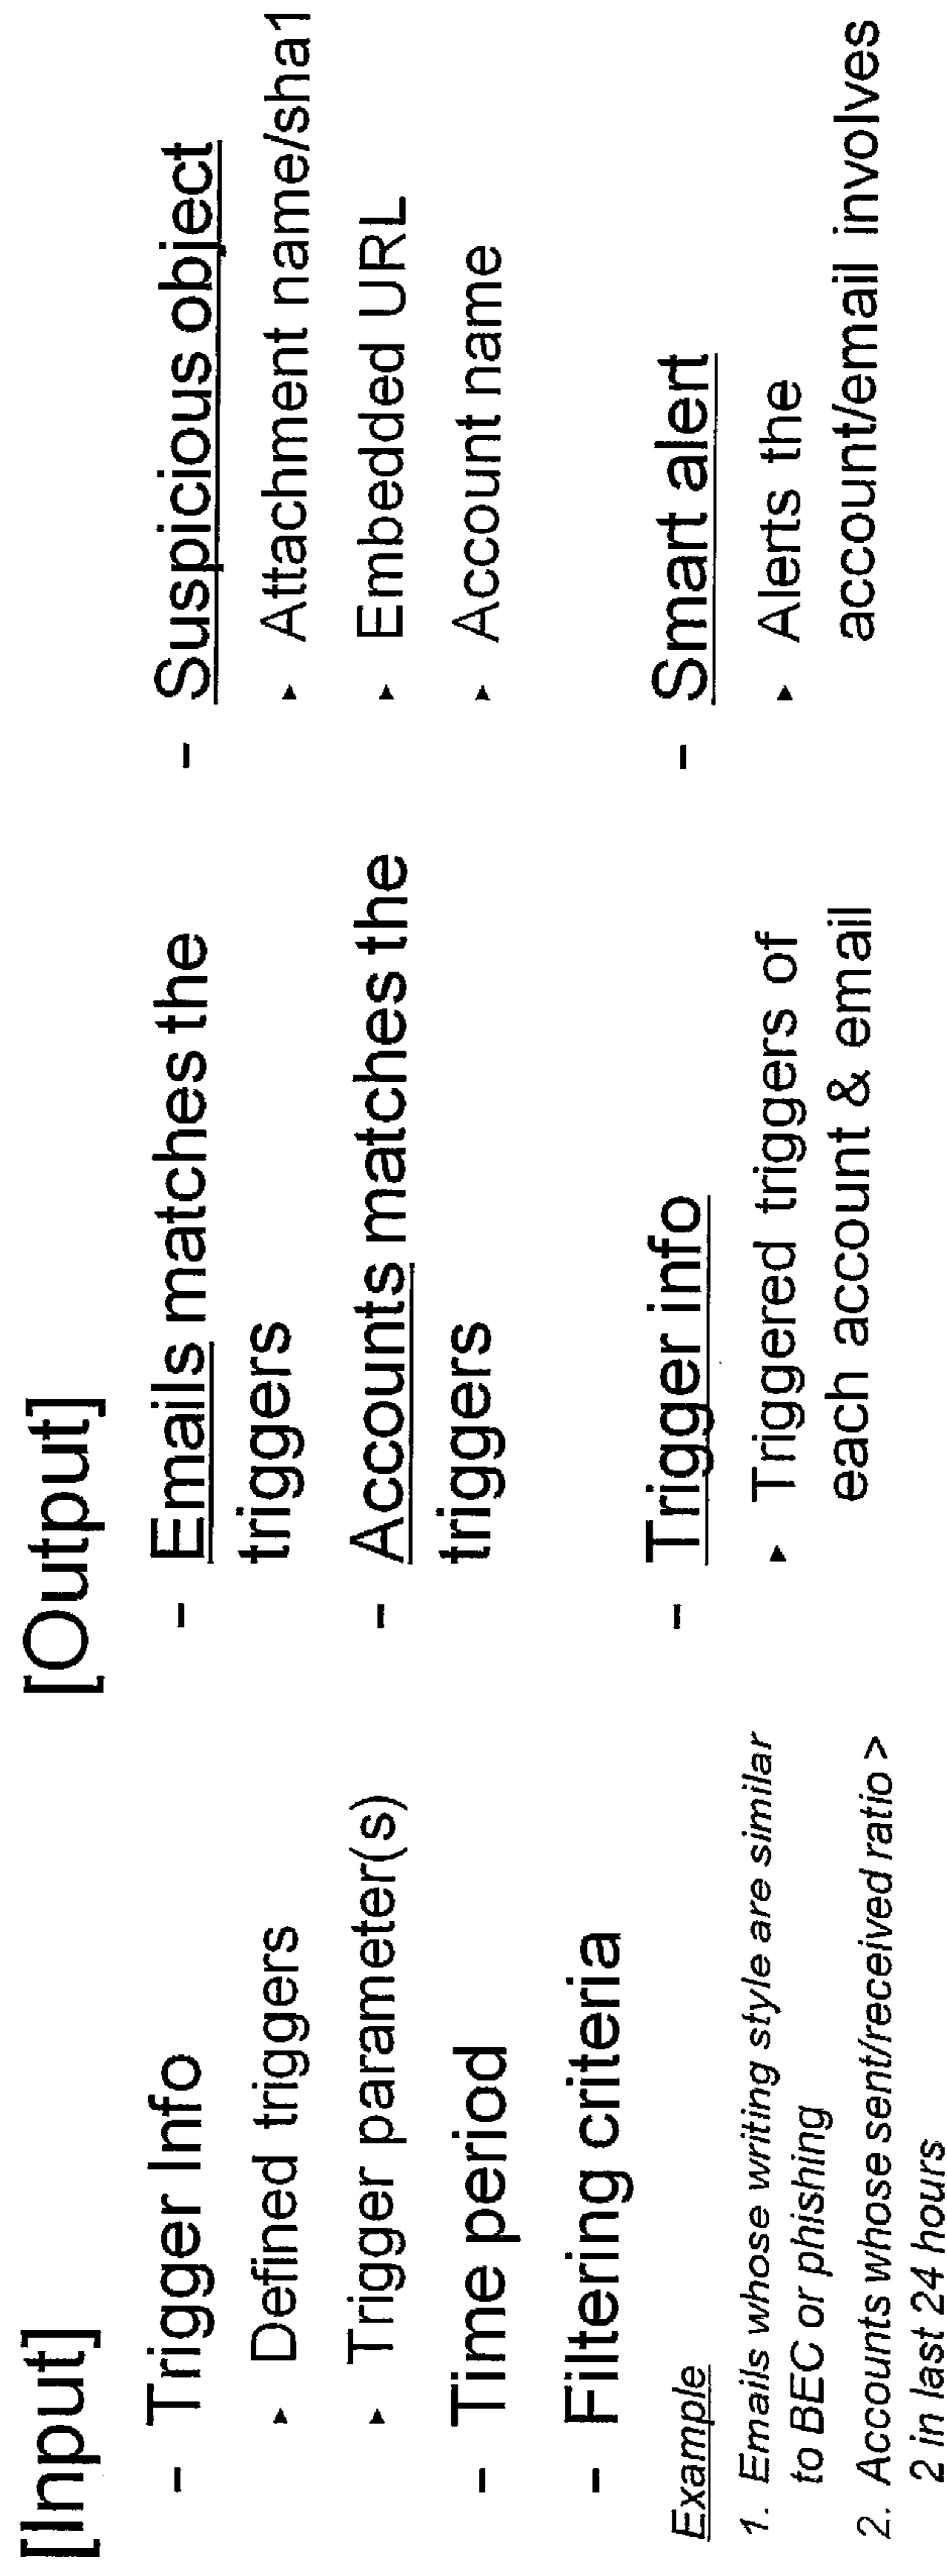 [Input]
- Trigger Info
▸ Defined triggers
▸ Trigger parameter(s)
- Time period
- Filtering criteria
Example
1. Emails whose writing style are similar
to BEC or phishing
2. Accounts whose sent/received ratio >
2 in last 24 hours
[Output]
- Emails matches the
triggers
- Accounts matches the
triggers
- Trigger info
▸ Triggered triggers of
each account & email
- Suspicious object
▸ Attachment name/sha1
▸ Embedded URL
▸ Account name
- Smart alert
▸ Alerts the
account/email involves